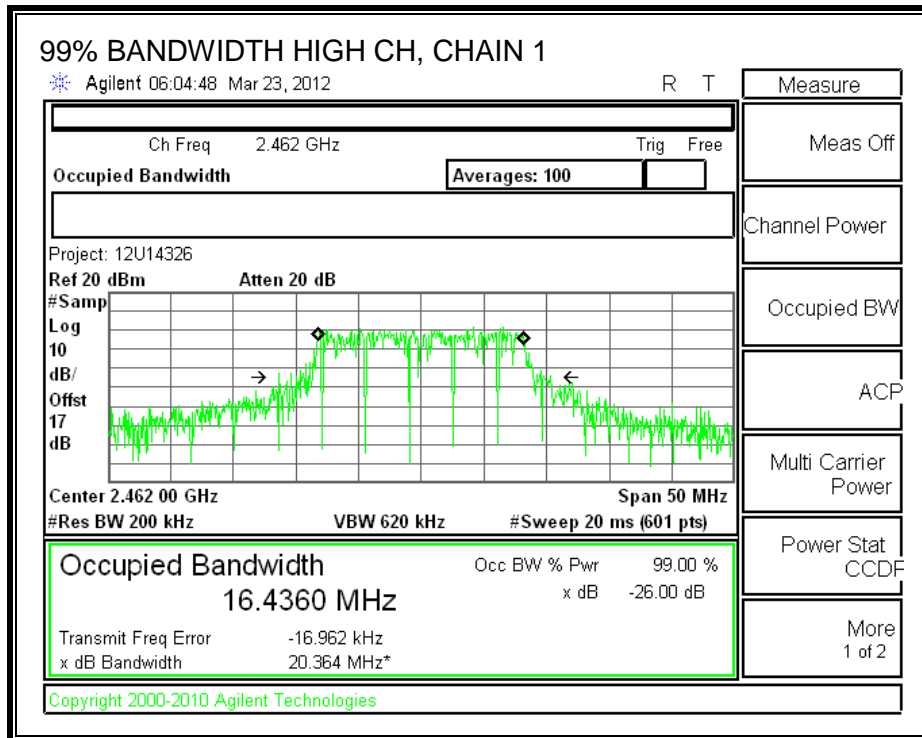 99% BANDWIDTH HIGH CH, CHAIN 1
Agilent 06:04:48 Mar 23, 2012 R T
Measure
Ch Freq 2.462 GHz Trig Free
Meas Off
Occupied Bandwidth Averages: 100
Channel Power
Project: 12U14326
Ref 20 dBm Atten 20 dB
#Samp
Log
10
dB/
Offst
17
dB
Occupied BW
ACP
Center 2.462 00 GHz Span 50 MHz
#Res BW 200 kHz VBW 620 kHz #Sweep 20 ms (601 pts)
Multi Carrier
Power
Occupied Bandwidth Occ BW % Pwr 99.00 %
16.4360 MHz x dB -26.00 dB
Power Stat
CCDF
Transmit Freq Error -16.962 kHz
x dB Bandwidth 20.364 MHz*
More
1 of 2
Copyright 2000-2010 Agilent Technologies